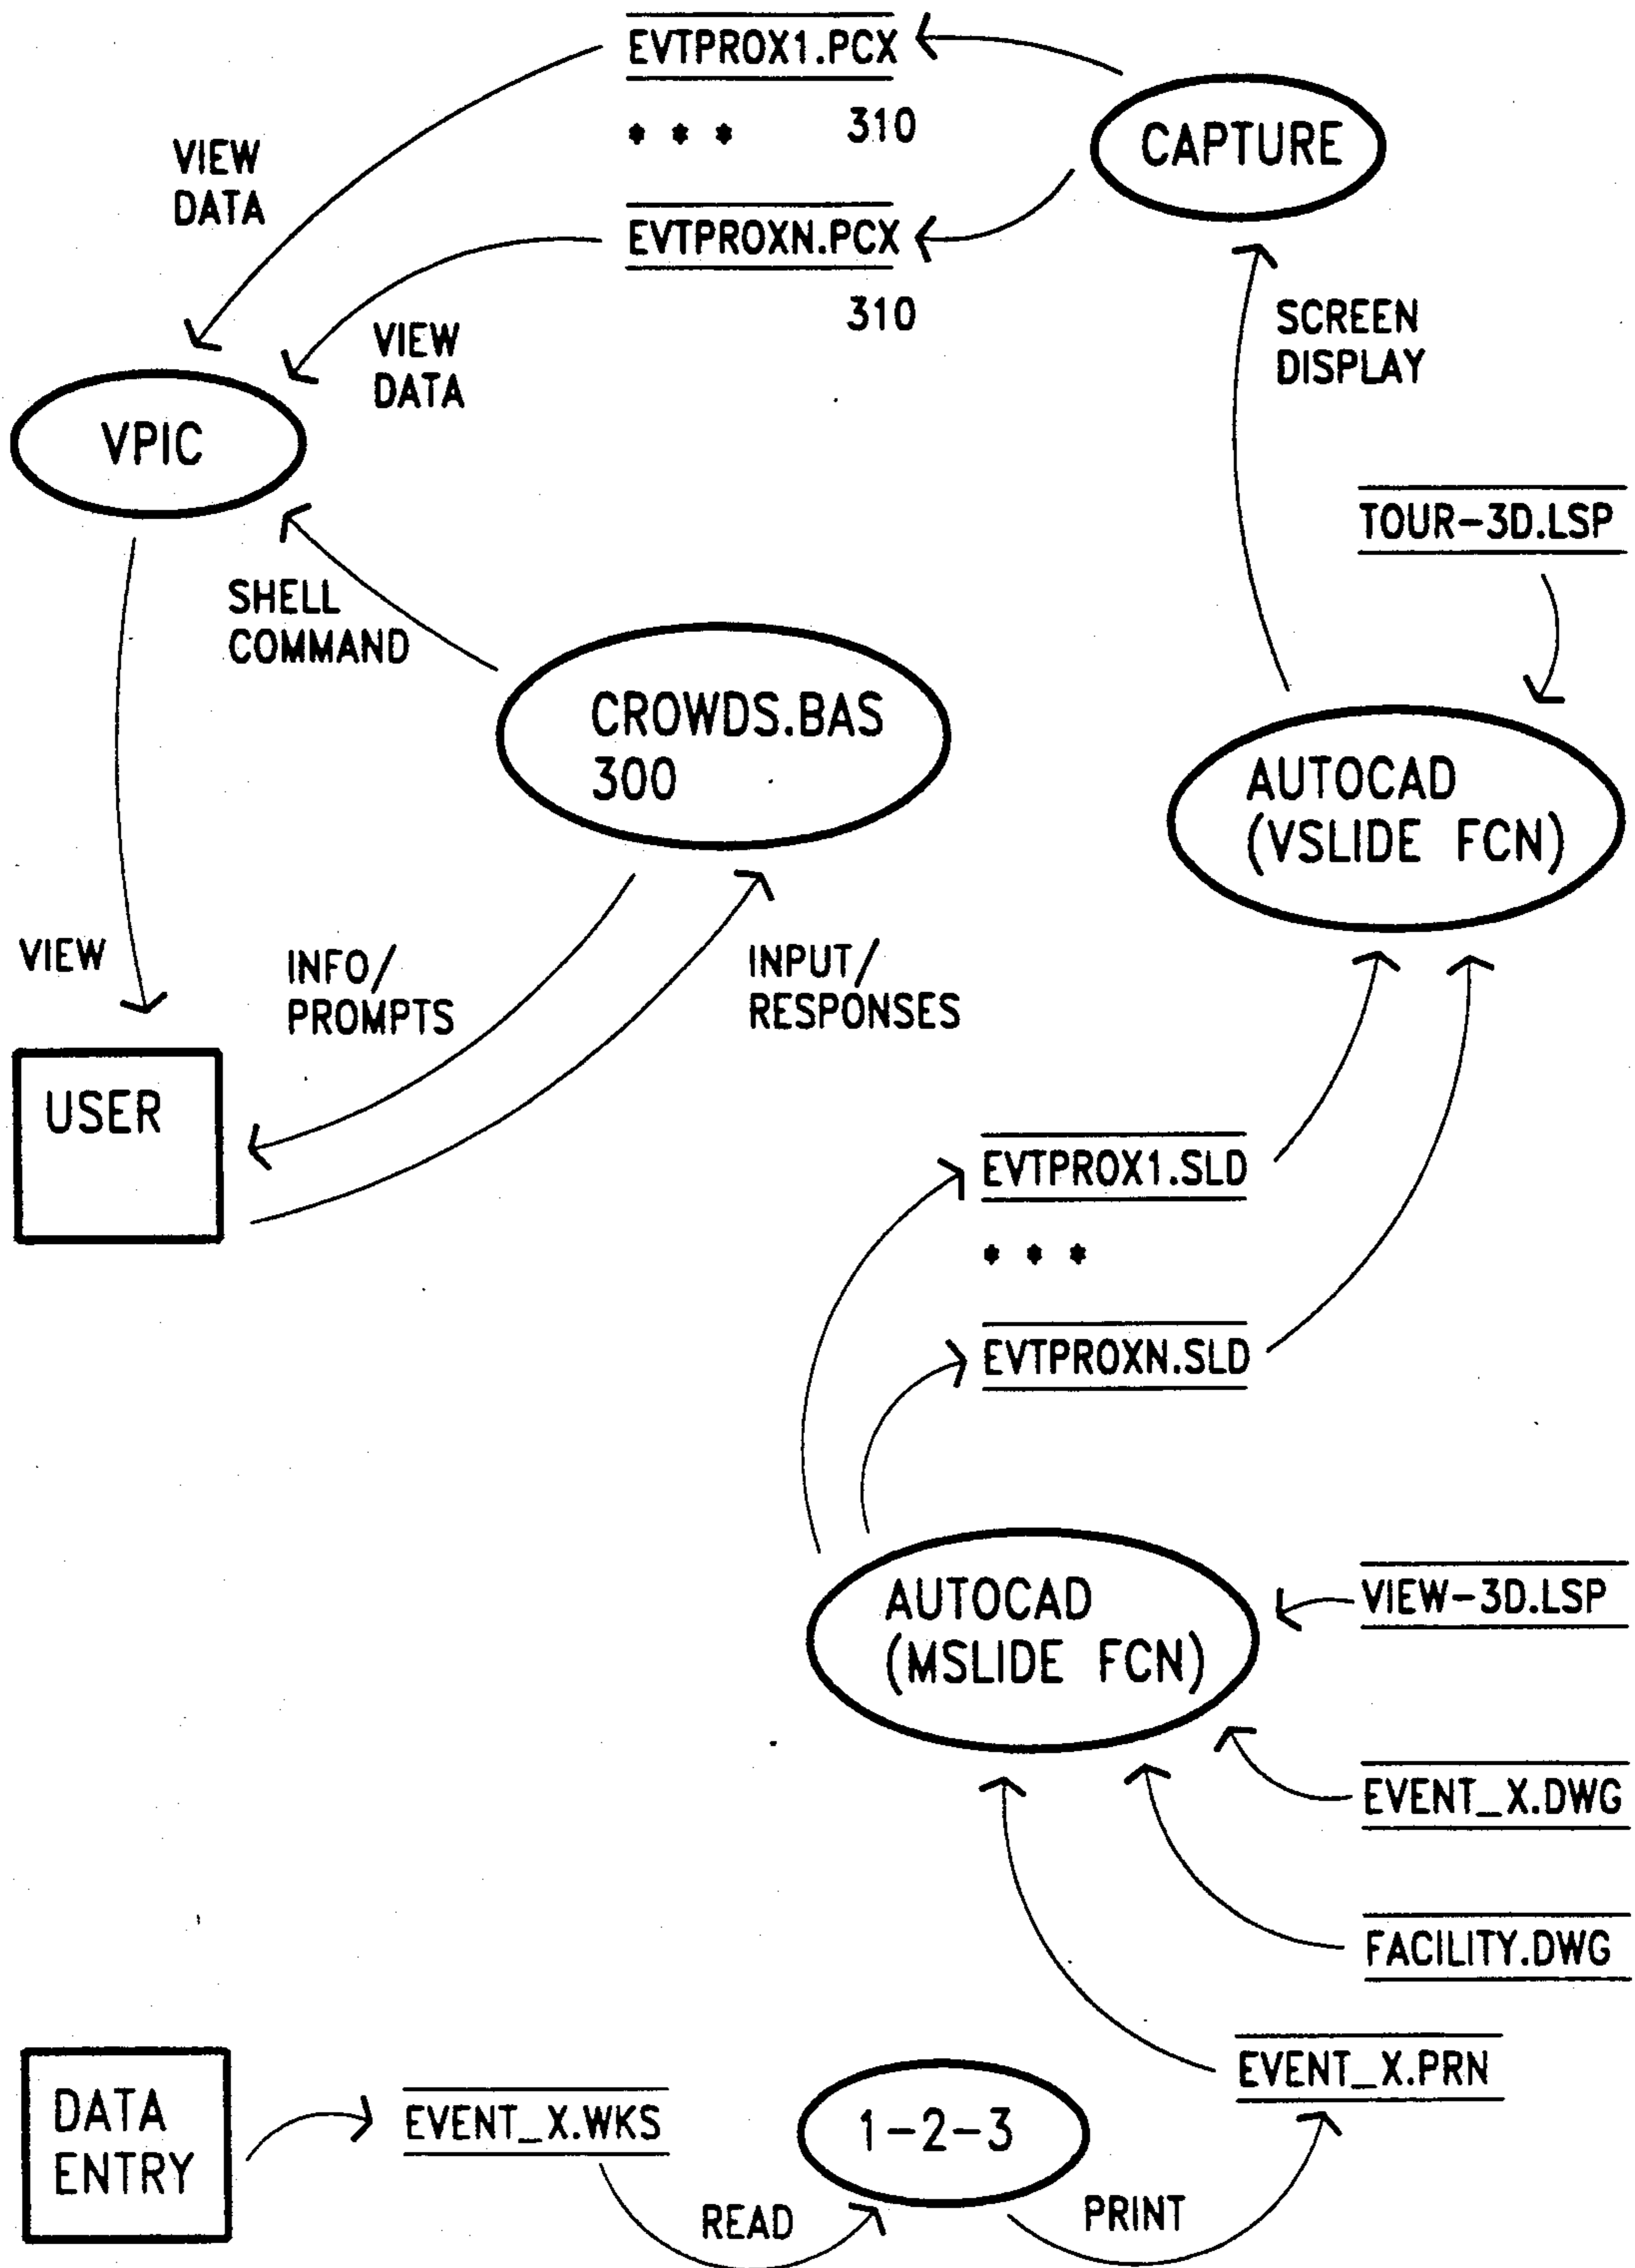 EVTPROX1.PCX
* * * 310
CAPTURE
VIEW
DATA
EVTPROXN.PCX
310
SCREEN
DISPLAY
VIEW
DATA
VPIC
TOUR-3D.LSP
SHELL
COMMAND
CROWDS.BAS
300
AUTOCAD
(VSLIDE FCN)
VIEW
INFO/
PROMPTS
INPUT/
RESPONSES
USER
EVTPROX1.SLD
* * *
EVTPROXN.SLD
AUTOCAD
(MSLIDE FCN)
VIEW-3D.LSP
EVENT_X.DWG
FACILITY.DWG
EVENT_X.PRN
DATA
ENTRY
EVENT_X.WKS
1-2-3
READ
PRINT